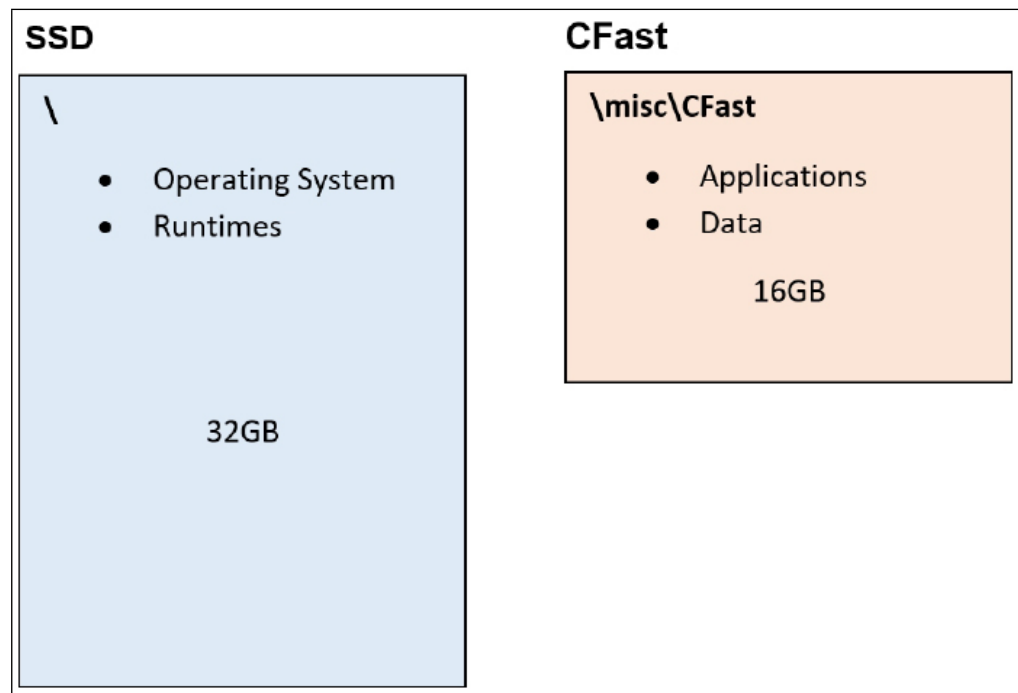 SSD
\
• Operating System
• Runtimes
32GB
CFast
\misc\CFast
• Applications
• Data
16GB